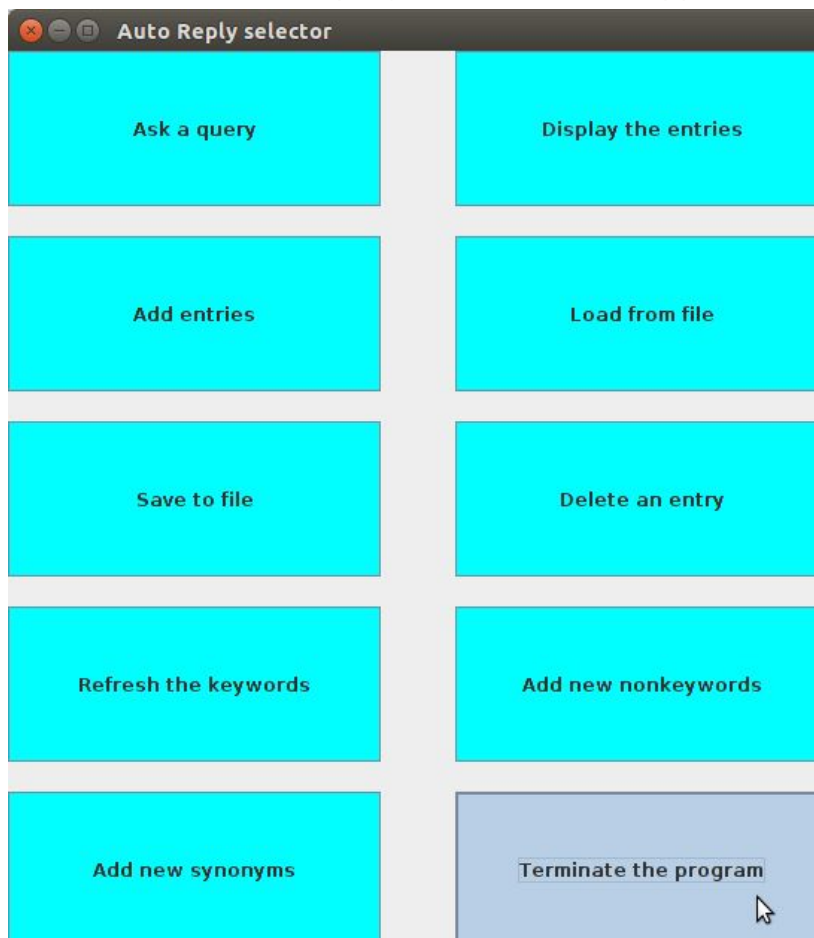 Auto Reply selector
Ask a query
Display the entries
Add entries
Load from file
Save to file
Delete an entry
Refresh the keywords
Add new nonkeywords
Add new synonyms
Terminate the program